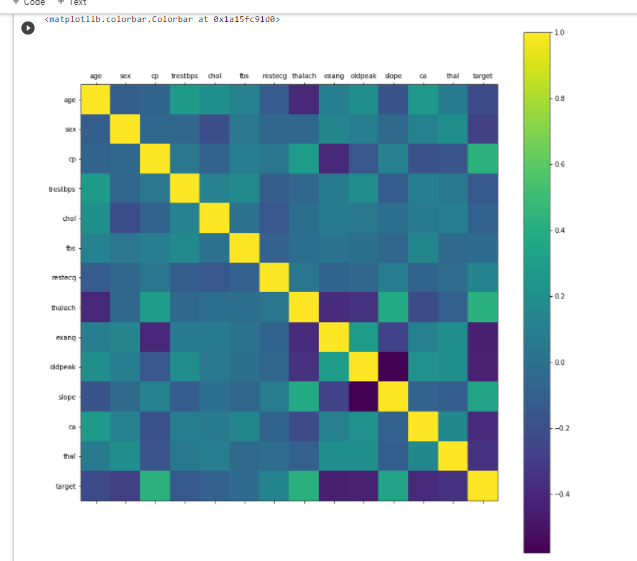 + Code + Text
<matplotlib.colorbar.Colorbar at 0x1a15fc91d0>
age sex cp trestbps chol fbs restecg thalach exang oldpeak slope ca thal target
1.0
age
0.8
sex
cp
0.6
trestbps
chol
0.4
fbs
restecg
0.2
thalach
exang
0.0
oldpeak
slope
−0.2
ca
thal
−0.4
target